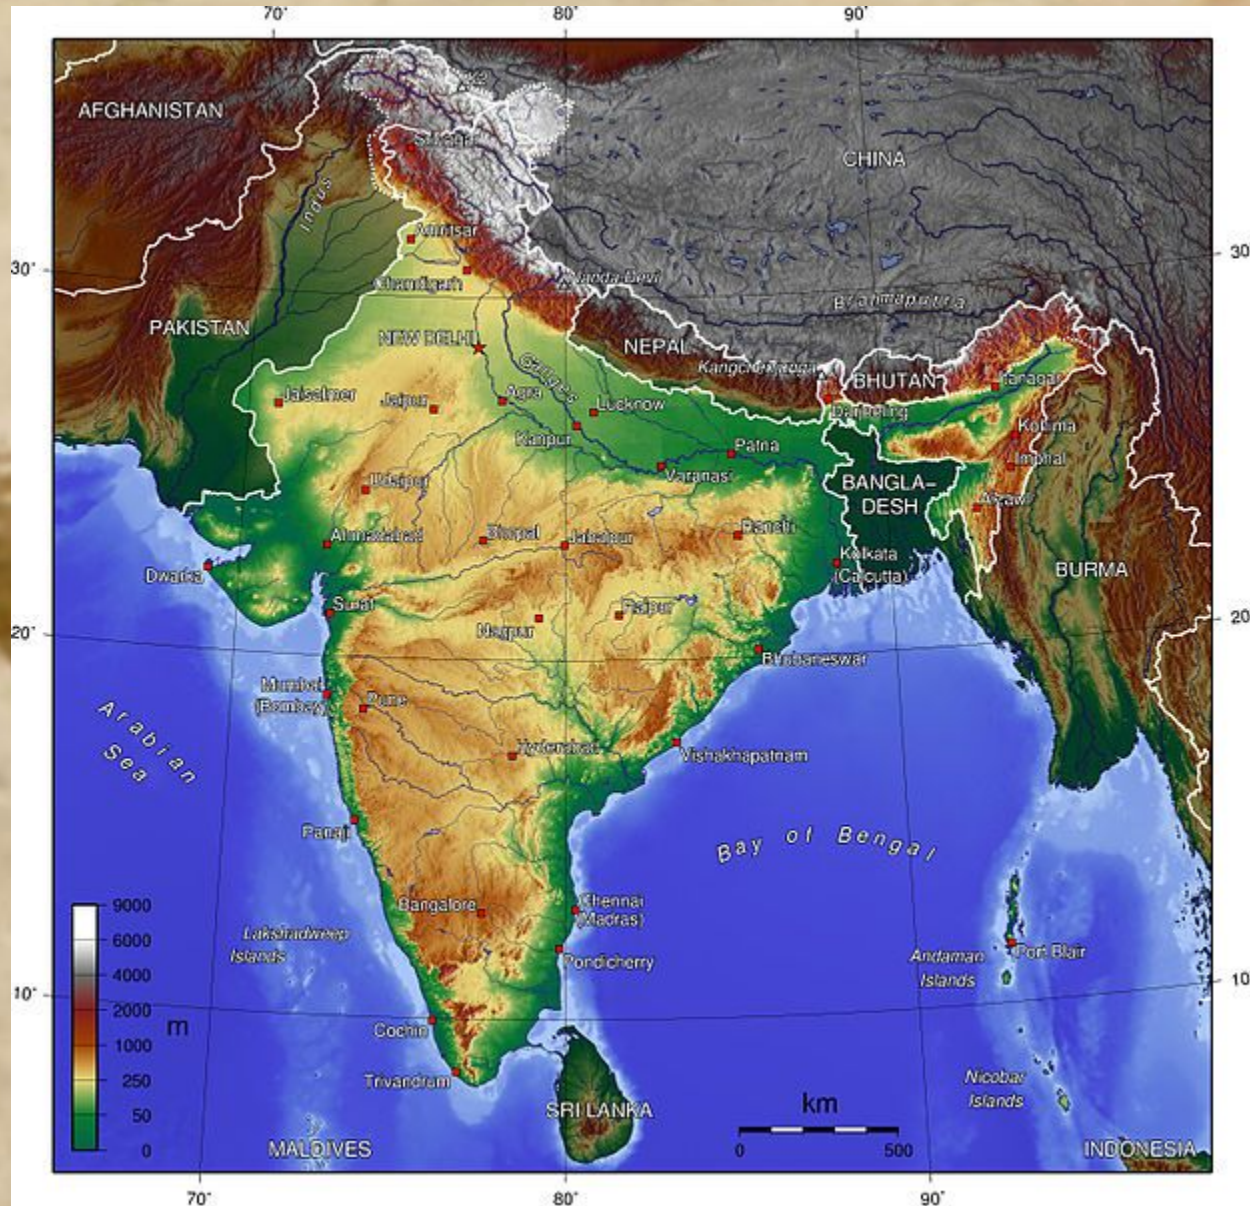 70°
80°
90°
AFGHANISTAN
K2
CHINA
Srinagar
Indus
Amritsar
30°
30°
Nanda Devi
Chandigarh
Brahmaputra
PAKISTAN
NEW DELHI
NEPAL
Kangchenjunga
BHUTAN
Itanagar
Ganges
Jaisalmer
Jaipur
Agra
Lucknow
Darjeeling
Kohima
Kanpur
Patna
Imphal
Varanasi
Udaipur
BANGLA-
DESH
Aizawl
Ahmadabad
Bhopal
Jabalpur
Ranchi
Kolkata
(Calcutta)
BURMA
Dwarka
Surat
Nagpur
Raipur
20°
20°
Bhubaneswar
Mumbai
(Bombay)
Pune
Arabian
Sea
Hyderabad
Vishakhapatnam
Panaji
Bay of Bengal
Bangalore
Chennai
(Madras)
9000
6000
4000
2000
1000
250
50
0
m
Lakshadweep
Islands
Pondicherry
Andaman
Islands
Port Blair
10°
10°
Cochin
Trivandrum
Nicobar
Islands
SRI LANKA
km
0
500
MALDIVES
INDONESIA
70°
80°
90°